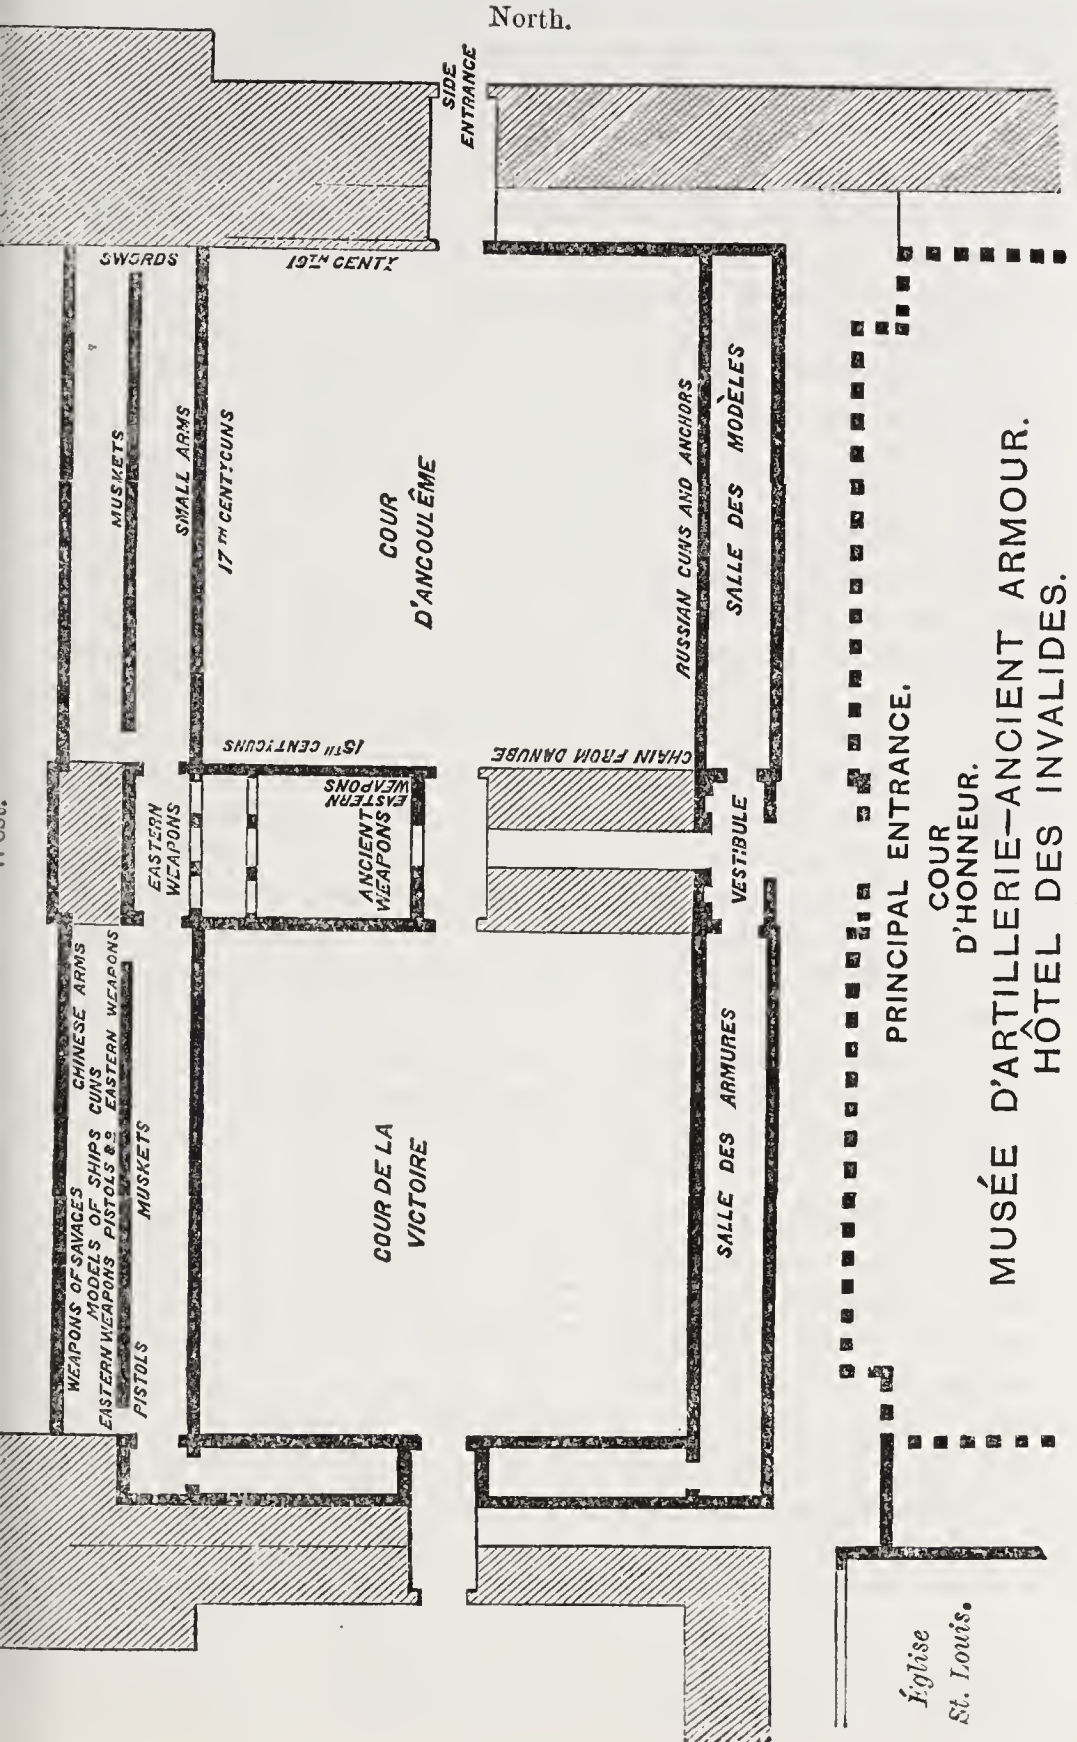 North.
West.
SIDE
ENTRANCE
SWORDS
19TH CENTY
MUSKETS
SMALL ARMS
17TH CENTY GUNS
COUR
D'ANGOULÊME
RUSSIAN GUNS AND ANCHORS
SALLE DES MODÈLES
15TH CENTY GUNS
CHAIN FROM DANUBE
EASTERN
WEAPONS
EASTERN
WEAPONS
ANCIENT
WEAPONS
VESTIBULE
WEAPONS OF SAVAGES CHINESE ARMS
MODELS OF SHIPS GUNS
EASTERN WEAPONS PISTOLS &c EASTERN WEAPONS
PISTOLS MUSKETS
COUR DE LA
VICTOIRE
SALLE DES ARMURES
PRINCIPAL ENTRANCE.
COUR
D'HONNEUR.
MUSÉE D'ARTILLERIE-ANCIENT ARMOUR.
HÔTEL DES INVALIDES.
Église
St. Louis.